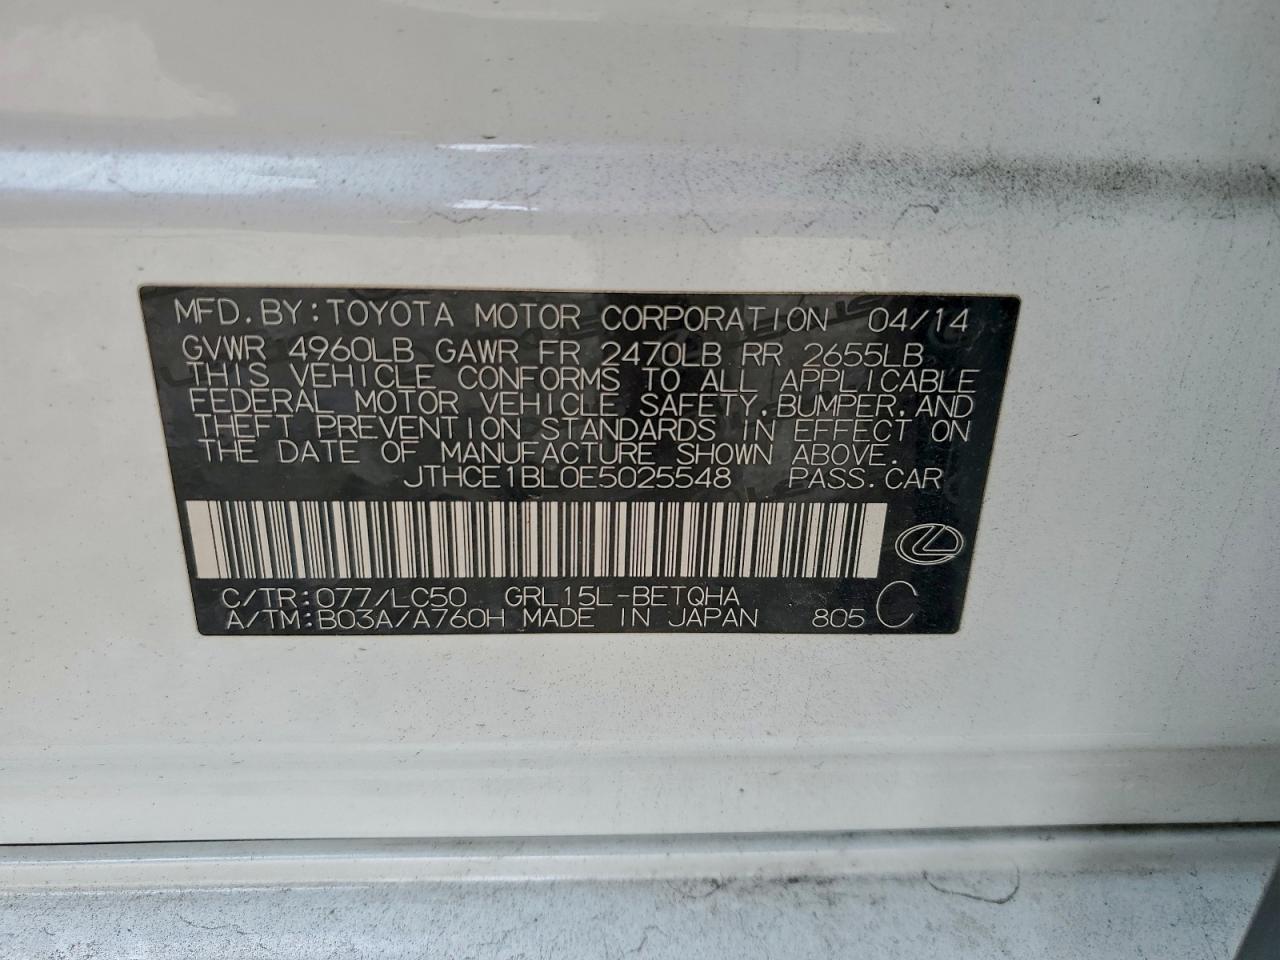 MFD. BY: TOYOTA MOTOR CORPORATION 04/14
GVWR 4960LB GAWR FR 2470LB RR 2655LB
THIS VEHICLE CONFORMS TO ALL APPLICABLE
FEDERAL MOTOR VEHICLE SAFETY, BUMPER, AND
THEFT PREVENTION STANDARDS IN EFFECT ON
THE DATE OF MANUFACTURE SHOWN ABOVE.
JTHCE1BL0E5025548 PASS. CAR
C/TR: 077/LC50 GRL15L-BETQHA
A/TM: B03A/A760H MADE IN JAPAN 805 C